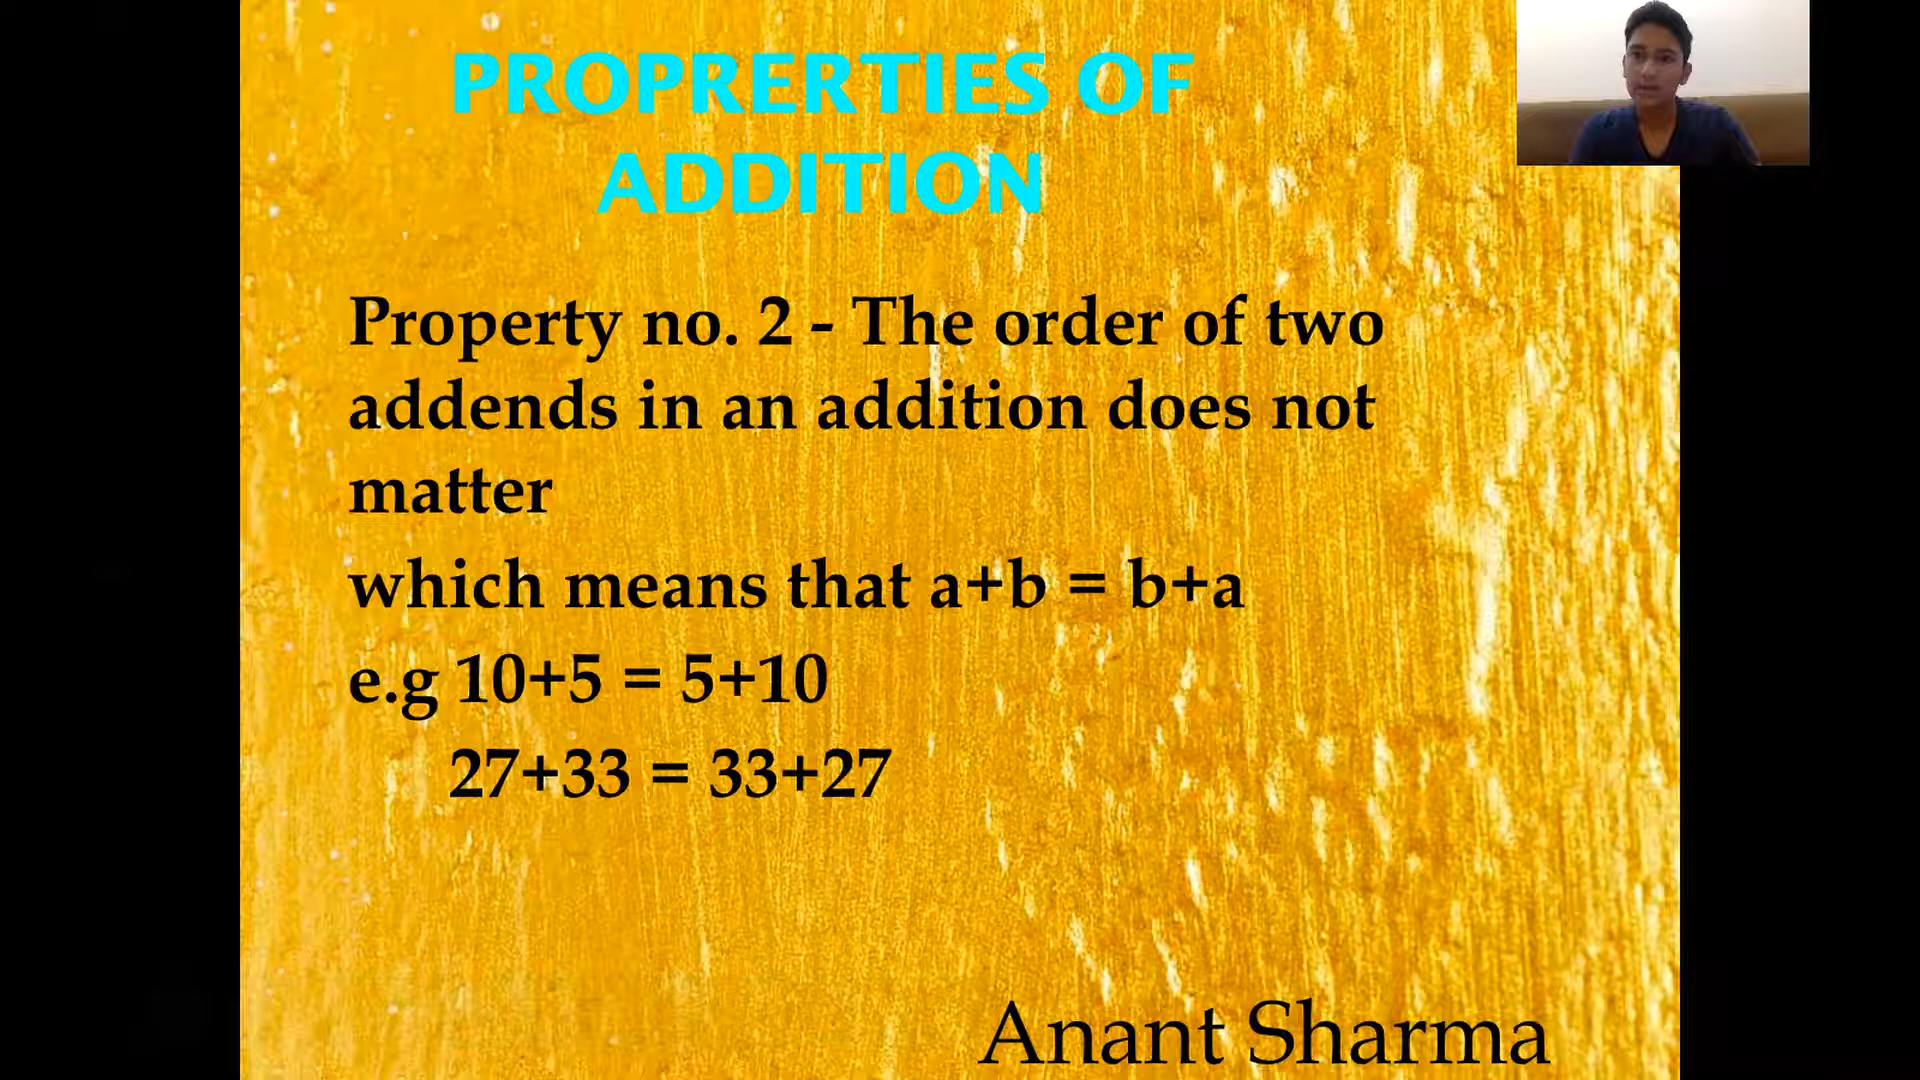 PROPRERTIES OF
ADDITION
Property no. 2 - The order of two
addends in an addition does not
matter
which means that a+b = b+a
e.g 10+5 = 5+10
27+33 = 33+27
Anant Sharma